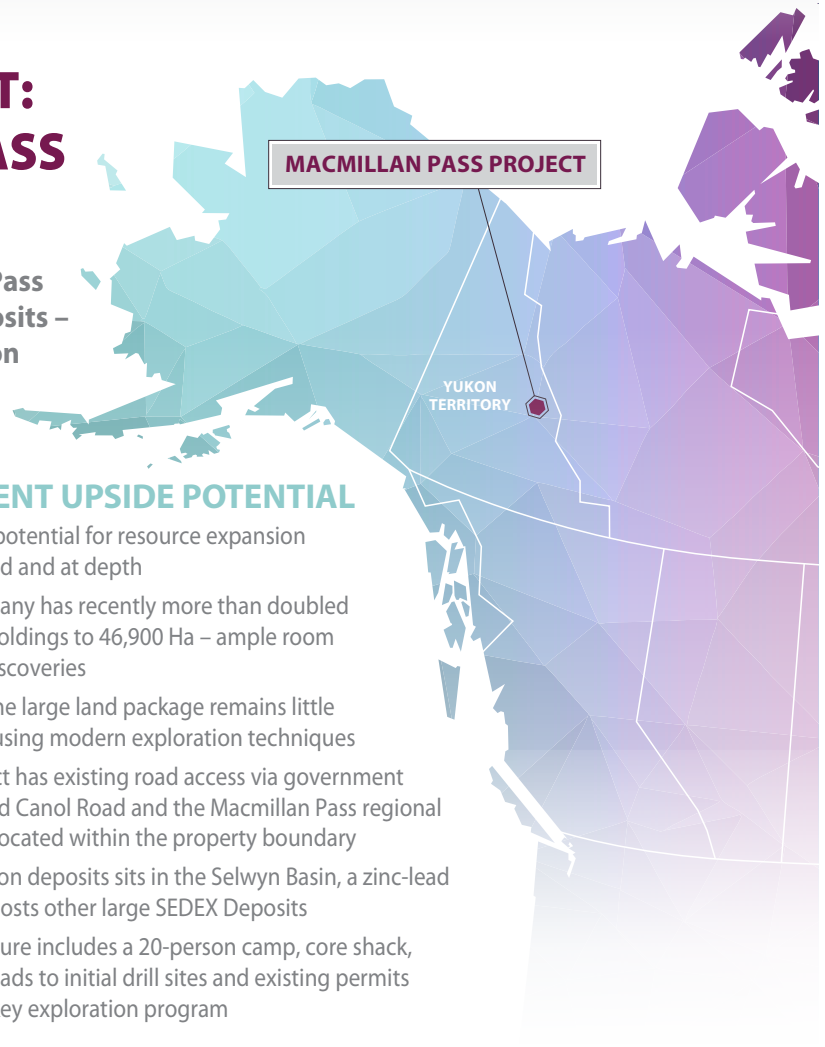 T:
ASS
MACMILLAN PASS PROJECT
Pass
osits –
on
YUKON
TERRITORY
ENT UPSIDE POTENTIAL
potential for resource expansion
d and at depth
any has recently more than doubled
oldings to 46,900 Ha – ample room
scoveries
he large land package remains little
using modern exploration techniques
ct has existing road access via government
d Canol Road and the Macmillan Pass regional
ocated within the property boundary
on deposits sits in the Selwyn Basin, a zinc-lead
osts other large SEDEX Deposits
ure includes a 20-person camp, core shack,
ads to initial drill sites and existing permits
ey exploration program